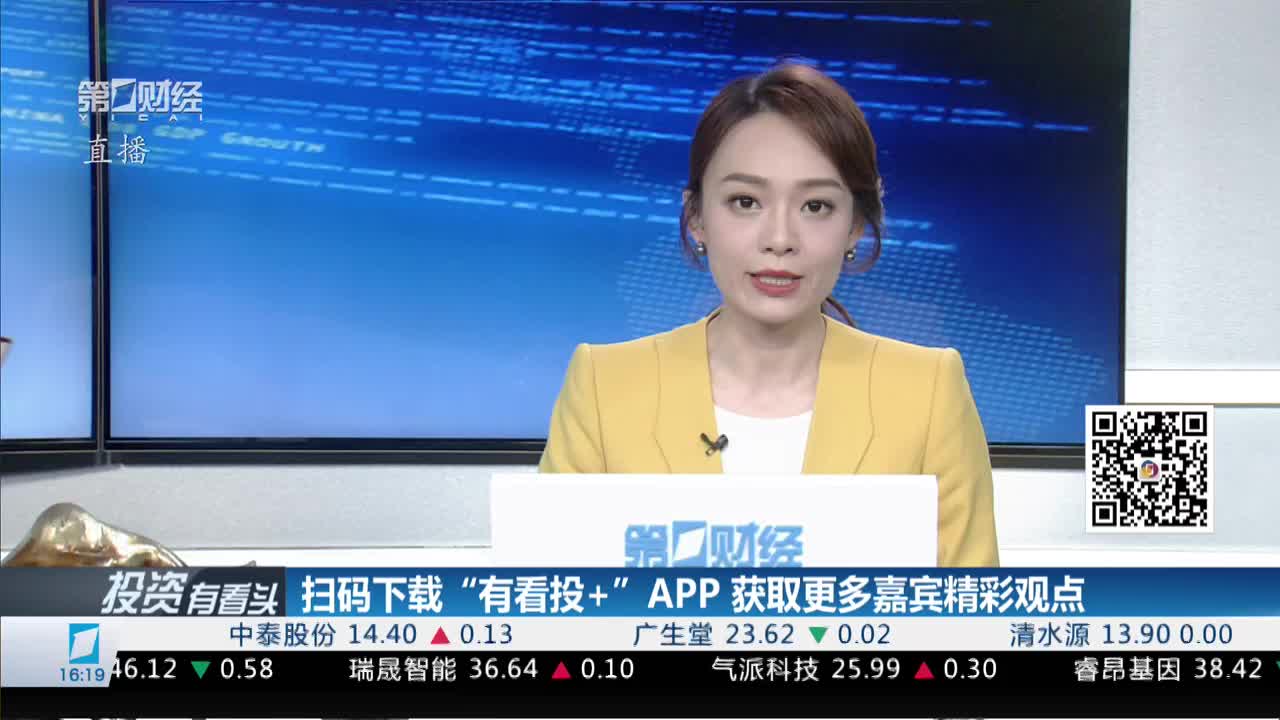 第一财经
YICAI
直播
GDP GROWTH
第一财经
投资有看头
扫码下载“有看投+”APP 获取更多嘉宾精彩观点
中泰股份 14.40 ▲ 0.13 广生堂 23.62 ▼ 0.02 清水源 13.90 0.00
16:19
46.12 ▼ 0.58 瑞晟智能 36.64 ▲ 0.10 气派科技 25.99 ▲ 0.30 睿昂基因 38.42